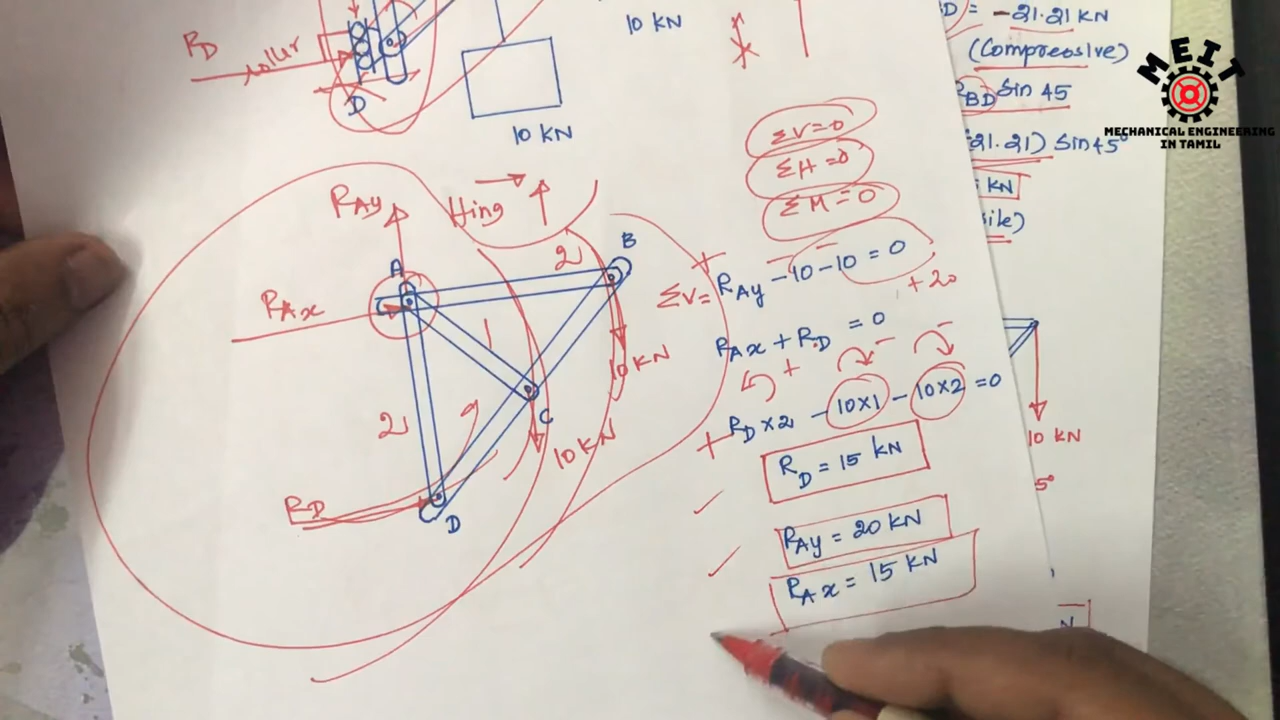 RD
roller
D
10 KN
10 KN
D = -21.21 KN
(Compressive)
RBD Sin 45
21.21) Sin 45°
KN
sile)
MEIT
MECHANICAL ENGINEERING
IN TAMIL
ΣV=0
ΣH=0
ΣM=0
RAy
Hing
A
2
B
RAx
1
10 KN
2
C
10 KN
RD
D
ΣV= RAy -10-10=0
+20
RAx + RD = 0
+ - -
RD×2 - 10×1 - 10×2 =0
RD = 15 KN
RAy = 20 KN
RAx = 15 KN
10 KN
5°
N